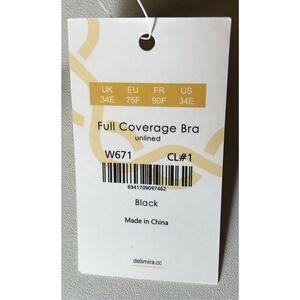 UK EU FR US
34E 75F 90F 34E
Full Coverage Bra
unlined
W671 CL#1
6941709097462
Black
Made in China
delimira.cc